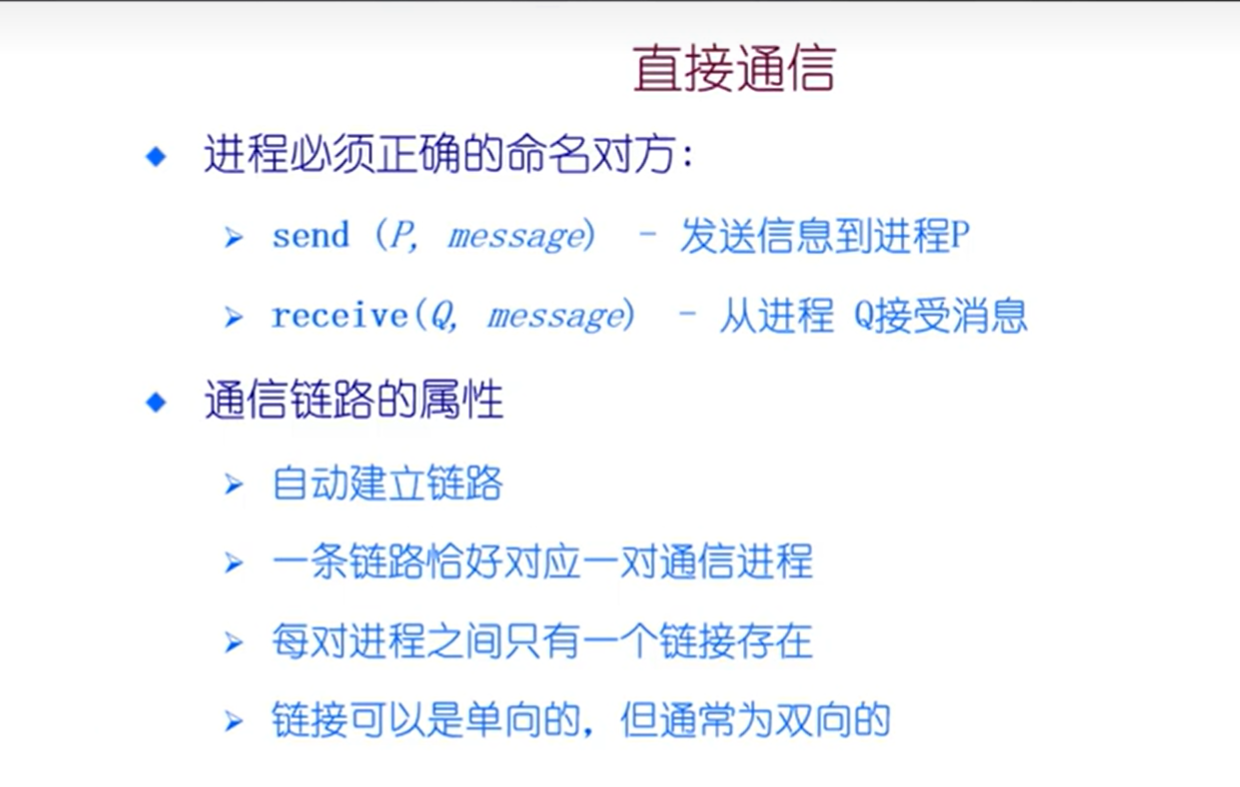 直接通信
进程必须正确的命名对方：
send (P, message) - 发送信息到进程P
receive(Q, message) - 从进程 Q接受消息
通信链路的属性
自动建立链路
一条链路恰好对应一对通信进程
每对进程之间只有一个链接存在
链接可以是单向的，但通常为双向的